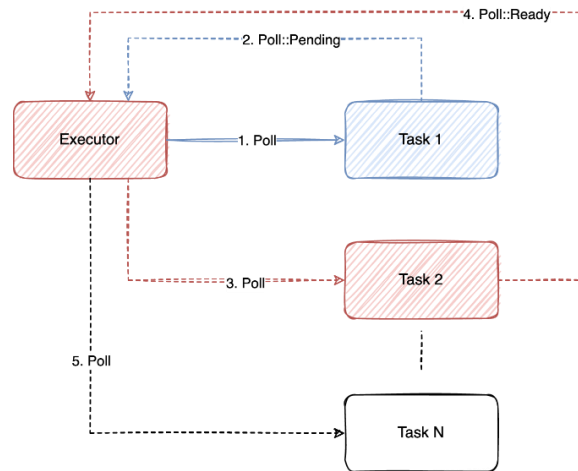 4. Poll::Ready
2. Poll::Pending
Executor
1. Poll
Task 1
3. Poll
Task 2
5. Poll
Task N